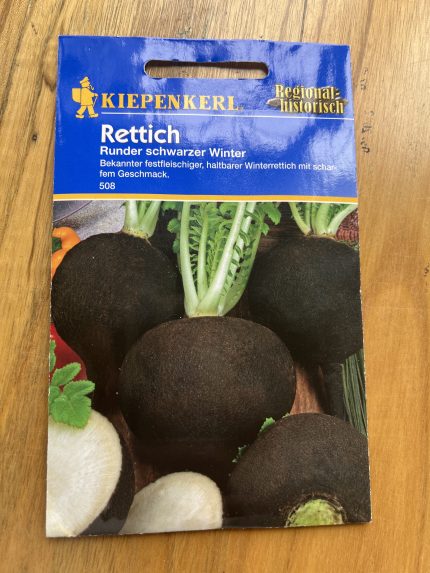 KIEPENKERL
Regional-
historisch
Rettich
Runder schwarzer Winter
Bekannter festfleischiger, haltbarer Winterrettich mit schar-
fem Geschmack.
508